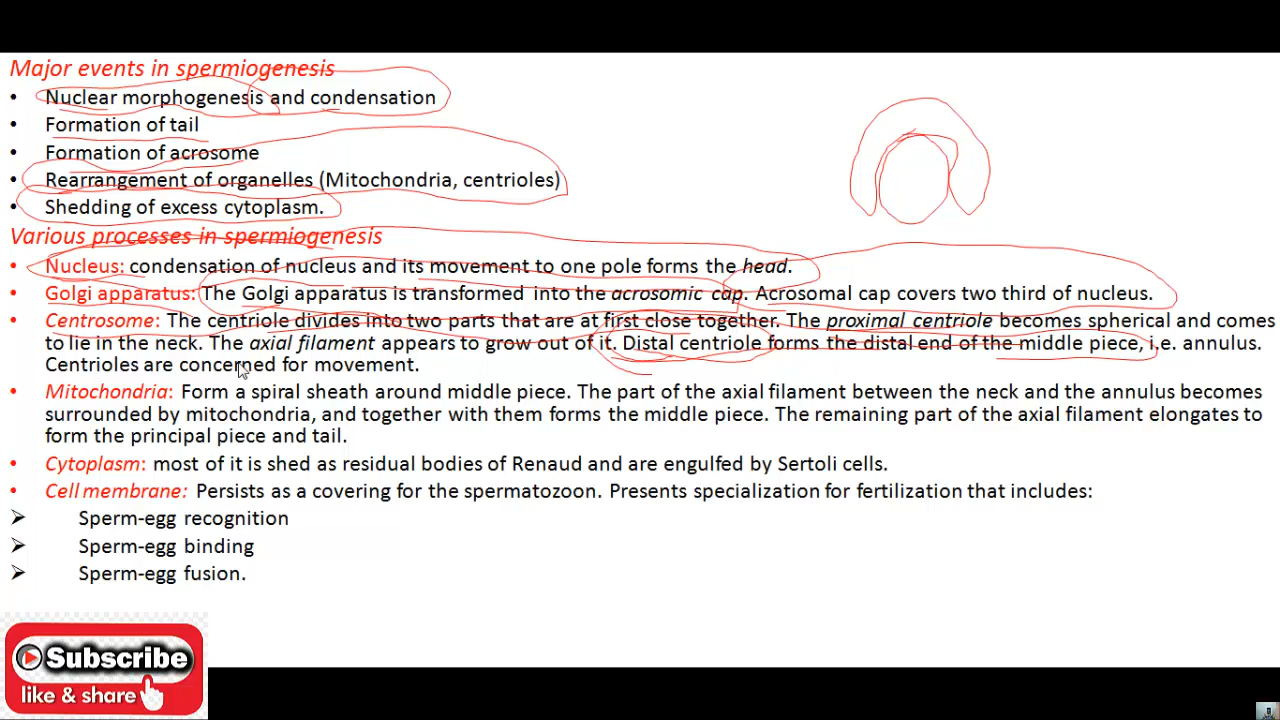 Major events in spermiogenesis
• Nuclear morphogenesis and condensation
• Formation of tail
• Formation of acrosome
• Rearrangement of organelles (Mitochondria, centrioles)
• Shedding of excess cytoplasm.
Various processes in spermiogenesis
• Nucleus: condensation of nucleus and its movement to one pole forms the head.
• Golgi apparatus: The Golgi apparatus is transformed into the acrosomic cap. Acrosomal cap covers two third of nucleus.
• Centrosome: The centriole divides into two parts that are at first close together. The proximal centriole becomes spherical and comes
to lie in the neck. The axial filament appears to grow out of it. Distal centriole forms the distal end of the middle piece, i.e. annulus.
Centrioles are concerned for movement.
• Mitochondria: Form a spiral sheath around middle piece. The part of the axial filament between the neck and the annulus becomes
surrounded by mitochondria, and together with them forms the middle piece. The remaining part of the axial filament elongates to
form the principal piece and tail.
• Cytoplasm: most of it is shed as residual bodies of Renaud and are engulfed by Sertoli cells.
• Cell membrane: Persists as a covering for the spermatozoon. Presents specialization for fertilization that includes:
➢ Sperm-egg recognition
➢ Sperm-egg binding
➢ Sperm-egg fusion.
Subscribe
like & share